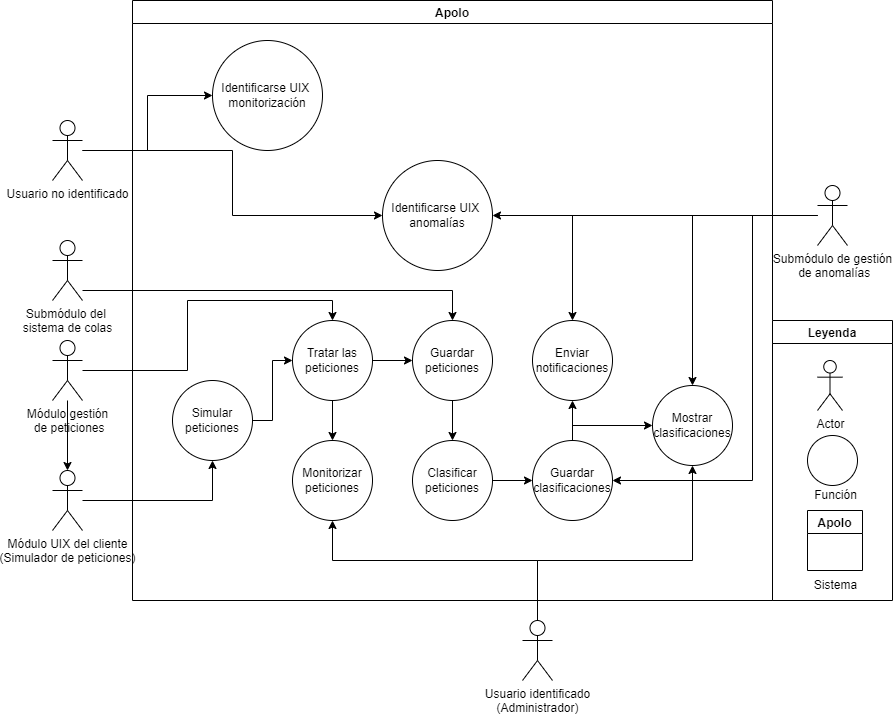 Apolo
Identificarse UIX
monitorización
Usuario no identificado
Identificarse UIX
anomalías
Submódulo de gestión
de anomalías
Submódulo del
sistema de colas
Leyenda
Tratar las
peticiones
Guardar
peticiones
Enviar
notificaciones
Módulo gestión
de peticiones
Simular
peticiones
Mostrar
clasificaciones
Actor
Monitorizar
peticiones
Clasificar
peticiones
Guardar
clasificaciones
Función
Apolo
Módulo UIX del cliente
(Simulador de peticiones)
Sistema
Usuario identificado
(Administrador)